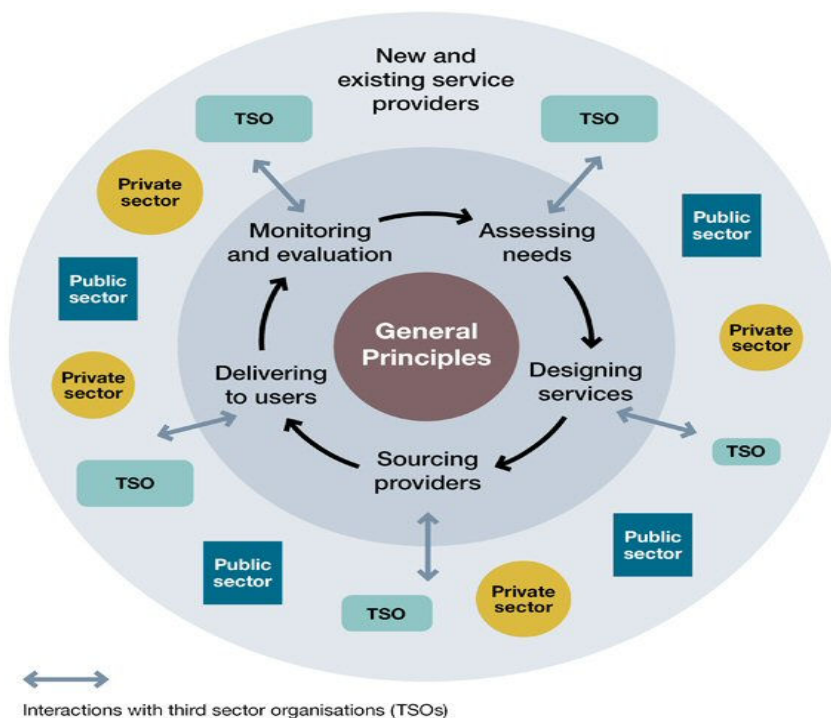 New and
existing service
providers
TSO
TSO
Private
sector
Public
sector
Monitoring
and evaluation
Assessing
needs
Public
sector
General
Principles
Private
sector
Private
sector
Delivering
to users
Designing
services
TSO
Sourcing
providers
TSO
Public
sector
Public
sector
TSO
Private
sector
Interactions with third sector organisations (TSOs)